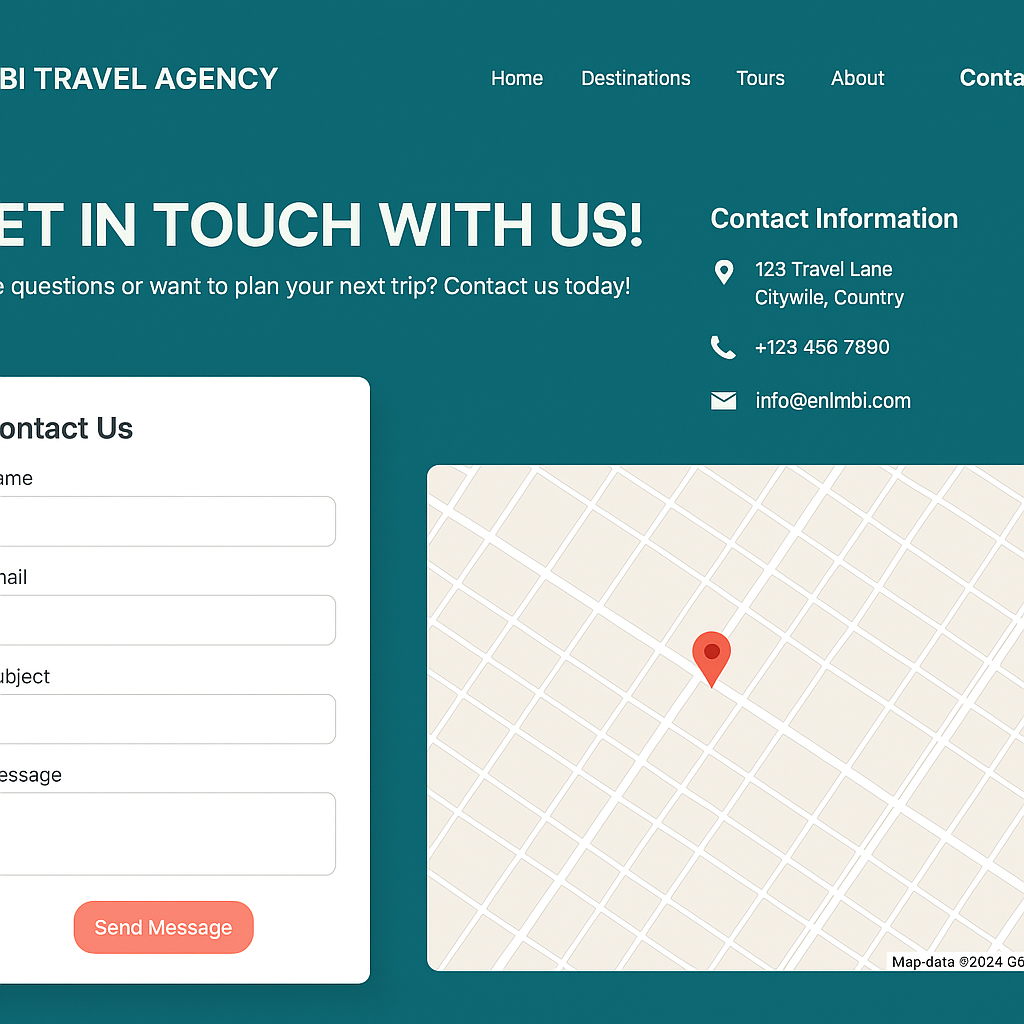 BI TRAVEL AGENCY
Home Destinations Tours About Conta
ET IN TOUCH WITH US!
e questions or want to plan your next trip? Contact us today!
Contact Information
123 Travel Lane
Citywile, Country
+123 456 7890
info@enlmbi.com
ontact Us
ame
nail
ubject
essage
Send Message
Map-data ©2024 G6